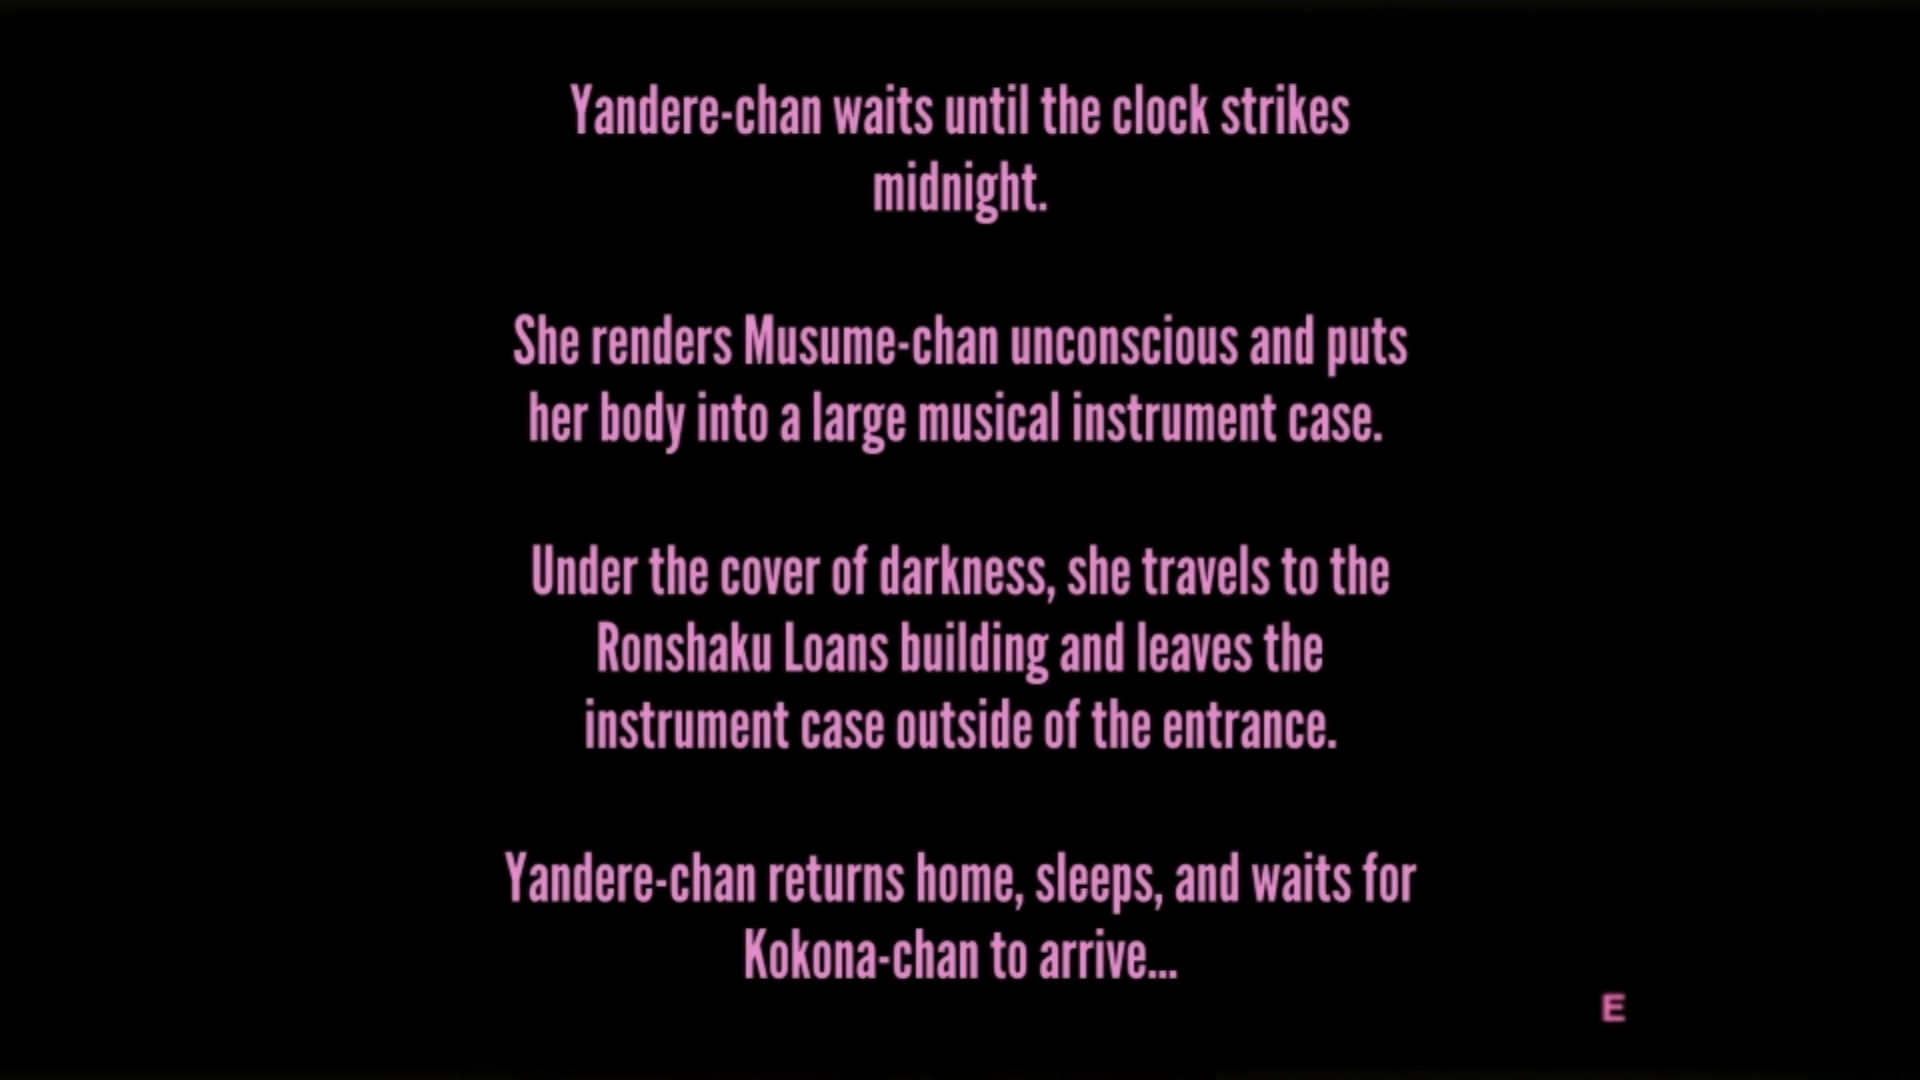 Yandere-chan waits until the clock strikes
midnight.
She renders Musume-chan unconscious and puts
her body into a large musical instrument case.
Under the cover of darkness, she travels to the
Ronshaku Loans building and leaves the
instrument case outside of the entrance.
Yandere-chan returns home, sleeps, and waits for
Kokona-chan to arrive...
E